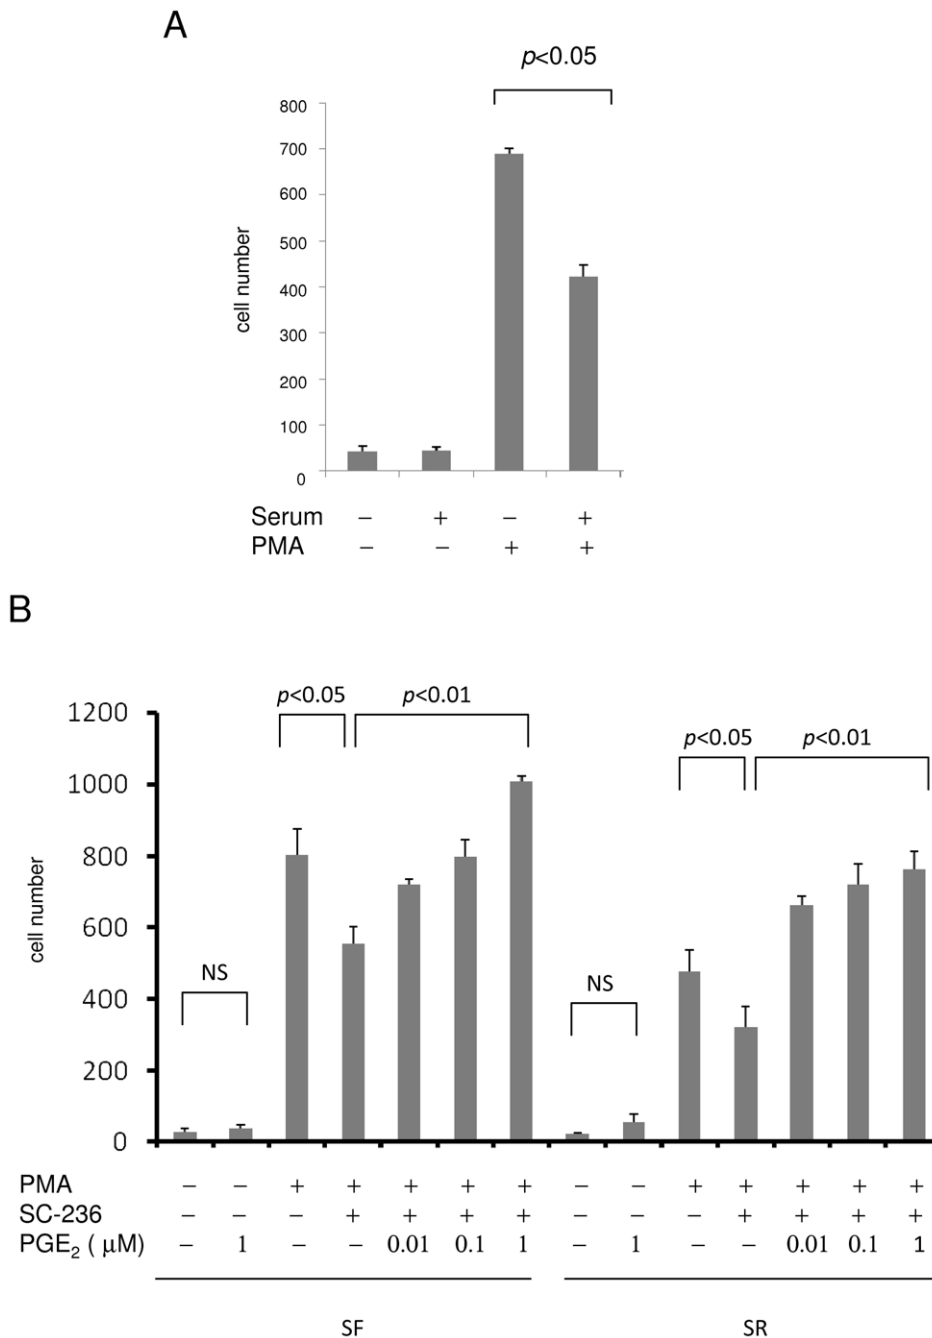 A
p<0.05
800
700
600
500
400
300
200
100
0
cell number
Serum – + – +
PMA – – + +
B
p<0.05 p<0.01
p<0.05 p<0.01
NS
NS
1200
1000
800
600
400
200
0
cell number
PMA – – + + + + + – – + + + + +
SC-236 – – – + + + + – – – + + + +
PGE₂ ( μM) – 1 – – 0.01 0.1 1 – 1 – – 0.01 0.1 1
SF SR